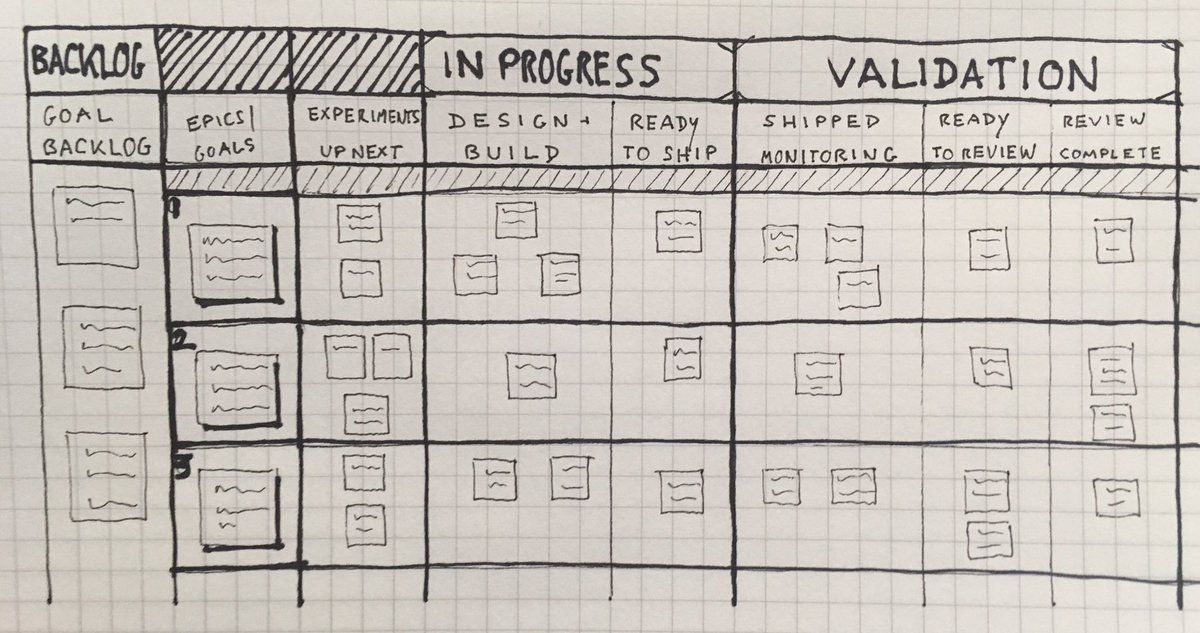 BACKLOG
IN PROGRESS
VALIDATION
GOAL
BACKLOG
EPICS/
GOALS
EXPERIMENTS
UP NEXT
DESIGN +
BUILD
READY
TO SHIP
SHIPPED
MONITORING
READY
TO REVIEW
REVIEW
COMPLETE
1
2
3